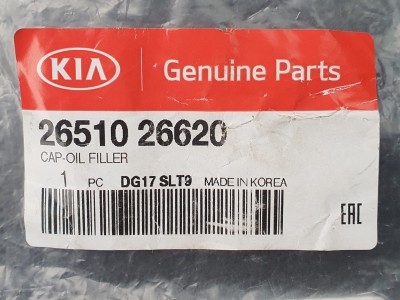 KIA Genuine Parts
26510 26620
CAP-OIL FILLER
1 PC DG17 SLT9 MADE IN KOREA
EAC